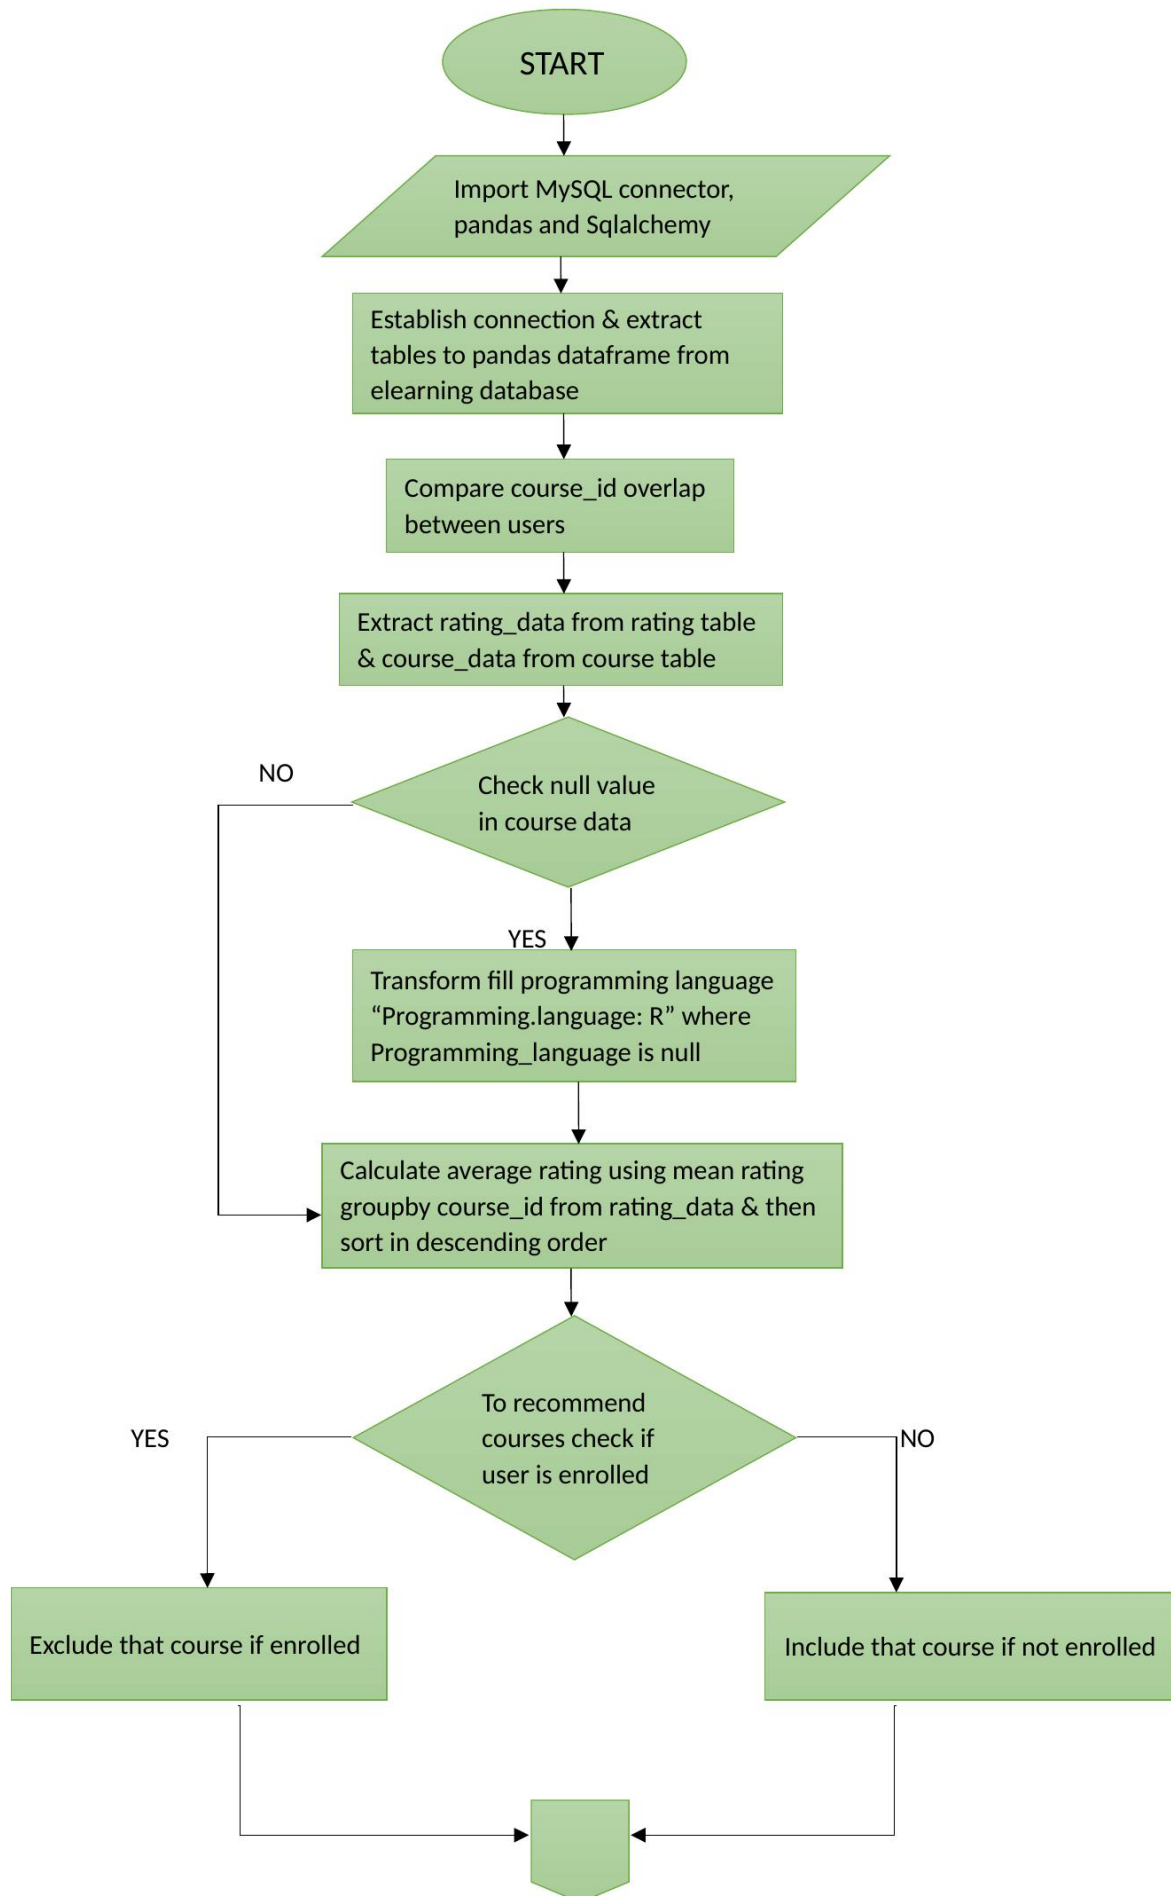 START
Import MySQL connector,
pandas and Sqlalchemy
Establish connection & extract
tables to pandas dataframe from
elearning database
Compare course_id overlap
between users
Extract rating_data from rating table
& course_data from course table
NO
Check null value
in course data
YES
Transform fill programming language
“Programming.language: R” where
Programming_language is null
Calculate average rating using mean rating
groupby course_id from rating_data & then
sort in descending order
To recommend
courses check if
user is enrolled
YES
NO
Exclude that course if enrolled
Include that course if not enrolled